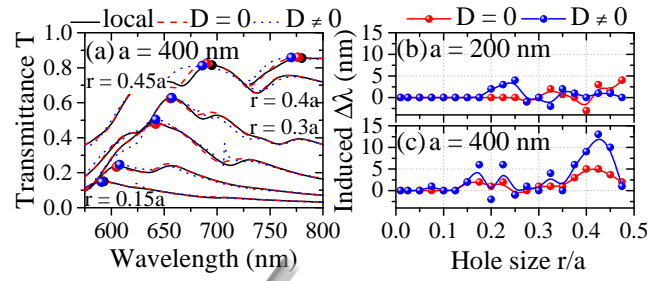 local D = 0 D ≠ 0
D = 0 D ≠ 0
Transmittance T
1.0
0.8
0.6
0.4
0.2
0.0
(a) a = 400 nm
r = 0.45a
r = 0.4a
r = 0.3a
r = 0.15a
600 650 700 750 800
Wavelength (nm)
Induced Δλ (nm)
15
10
5
0
(b) a = 200 nm
15
10
5
0
(c) a = 400 nm
0.0 0.1 0.2 0.3 0.4 0.5
Hole size r/a